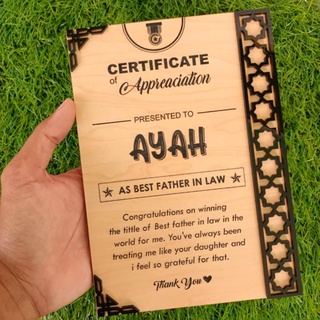 CERTIFICATE
of Appreaciation
PRESENTED TO
AYAH
AS BEST FATHER IN LAW
Congratulations on winning
the tittle of Best father in law in the
world for me. You've always been
treating me like your daughter and
i feel so grateful for that.
Thank You